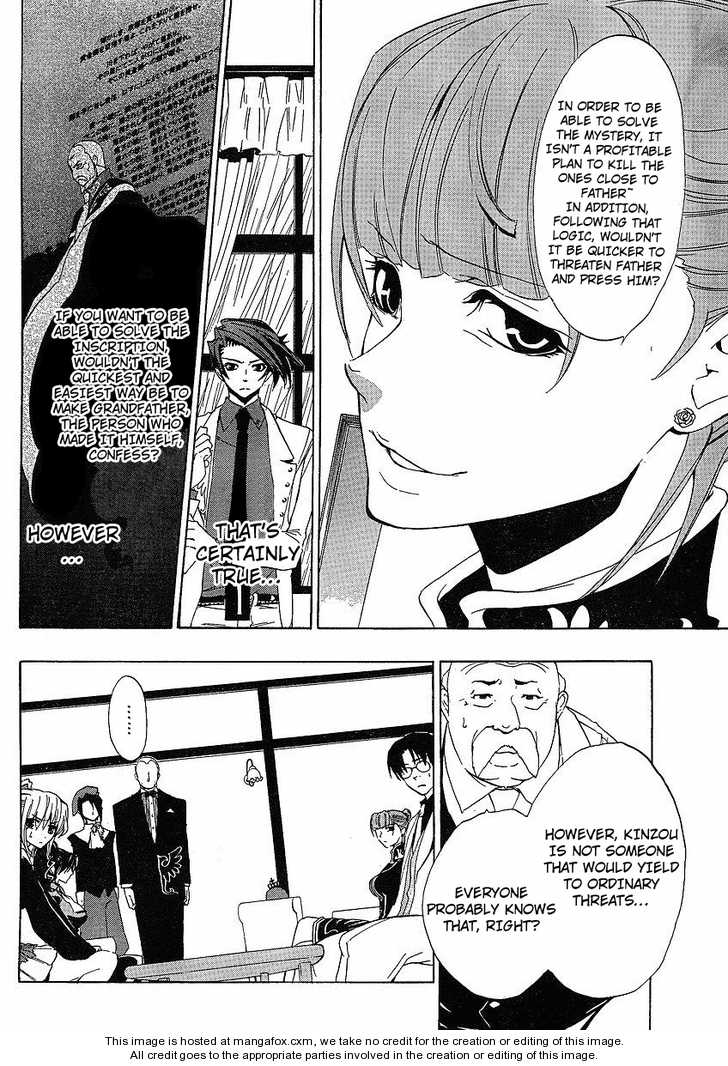 IN ORDER TO BE
ABLE TO SOLVE
THE MYSTERY, IT
ISN'T A PROFITABLE
PLAN TO KILL THE
ONES CLOSE TO
FATHER~
IN ADDITION,
FOLLOWING THAT
LOGIC, WOULDN'T
IT BE QUICKER TO
THREATEN FATHER
AND PRESS HIM?
THAT'S
CERTAINLY
TRUE...
IF YOU WANT TO BE
ABLE TO SOLVE THE
INSCRIPTION,
WOULDN'T THE
QUICKEST AND
EASIEST WAY BE TO
MAKE GRANDFATHER,
THE PERSON WHO
MADE IT HIMSELF,
CONFESS?
HOWEVER
...
HOWEVER, KINZOU
IS NOT SOMEONE
THAT WOULD YIELD
TO ORDINARY
THREATS...
EVERYONE
PROBABLY KNOWS
THAT, RIGHT?
......
This image is hosted at mangafox.cxm, we take no credit for the creation or editing of this image.
All credit goes to the appropriate parties involved in the creation or editing of this image.